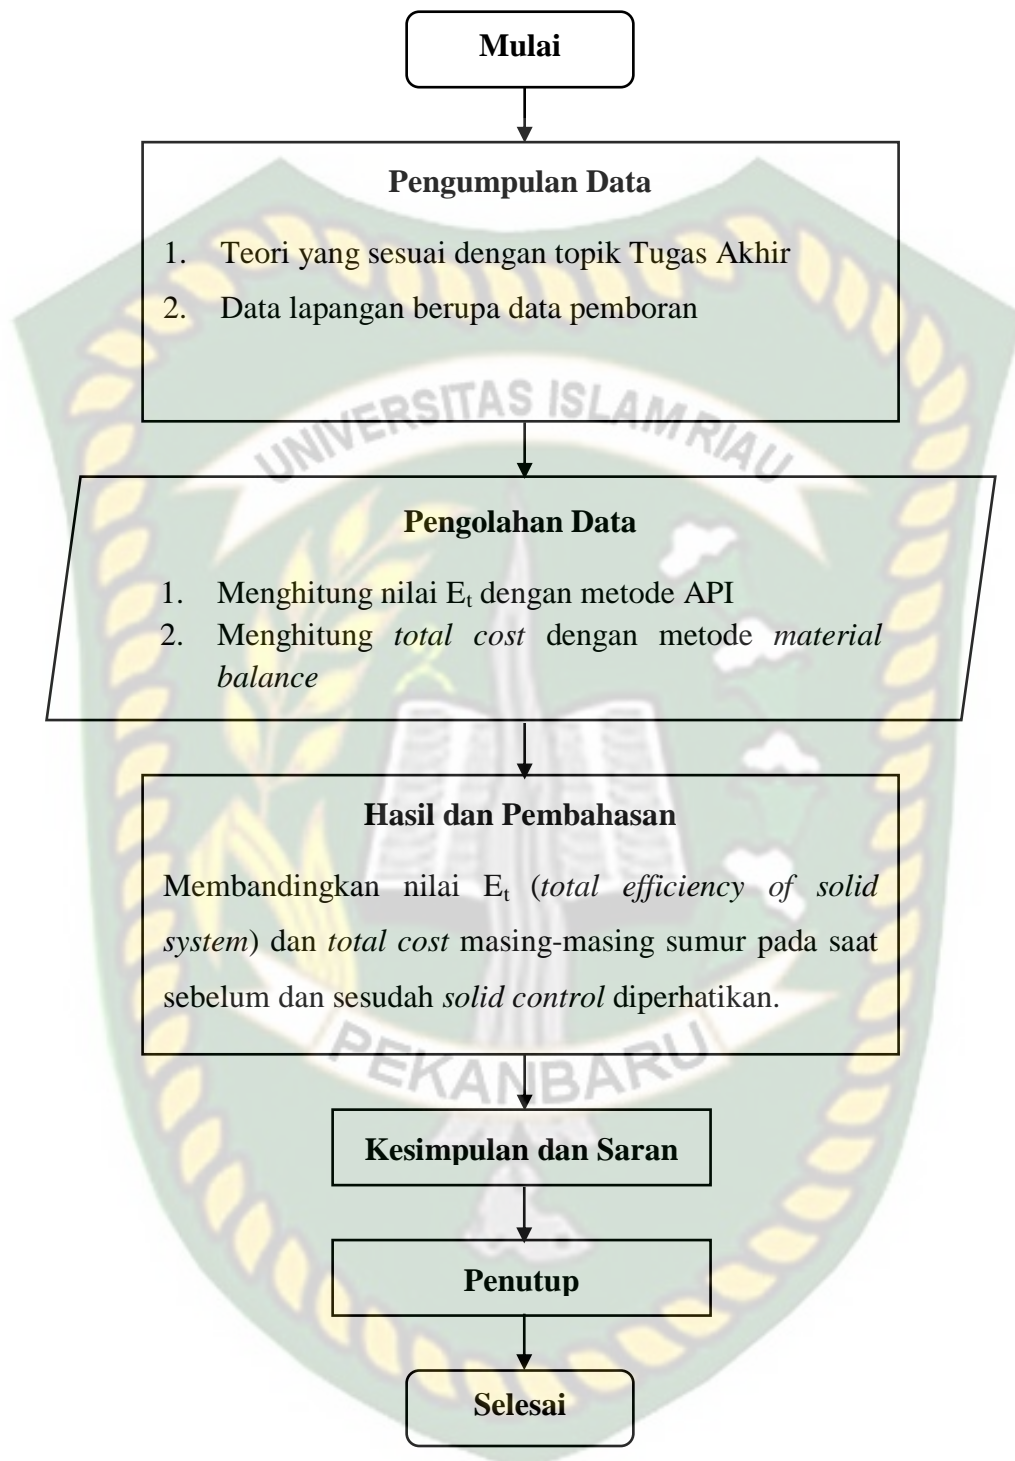 Mulai
Pengumpulan Data
1. Teori yang sesuai dengan topik Tugas Akhir
2. Data lapangan berupa data pemboran
UNIVERSITAS ISLAM RIAU
Pengolahan Data
1. Menghitung nilai Et dengan metode API
2. Menghitung total cost dengan metode material
balance
Hasil dan Pembahasan
Membandingkan nilai Et (total efficiency of solid
system) dan total cost masing-masing sumur pada saat
sebelum dan sesudah solid control diperhatikan.
PEKANBARU
Kesimpulan dan Saran
Penutup
Selesai